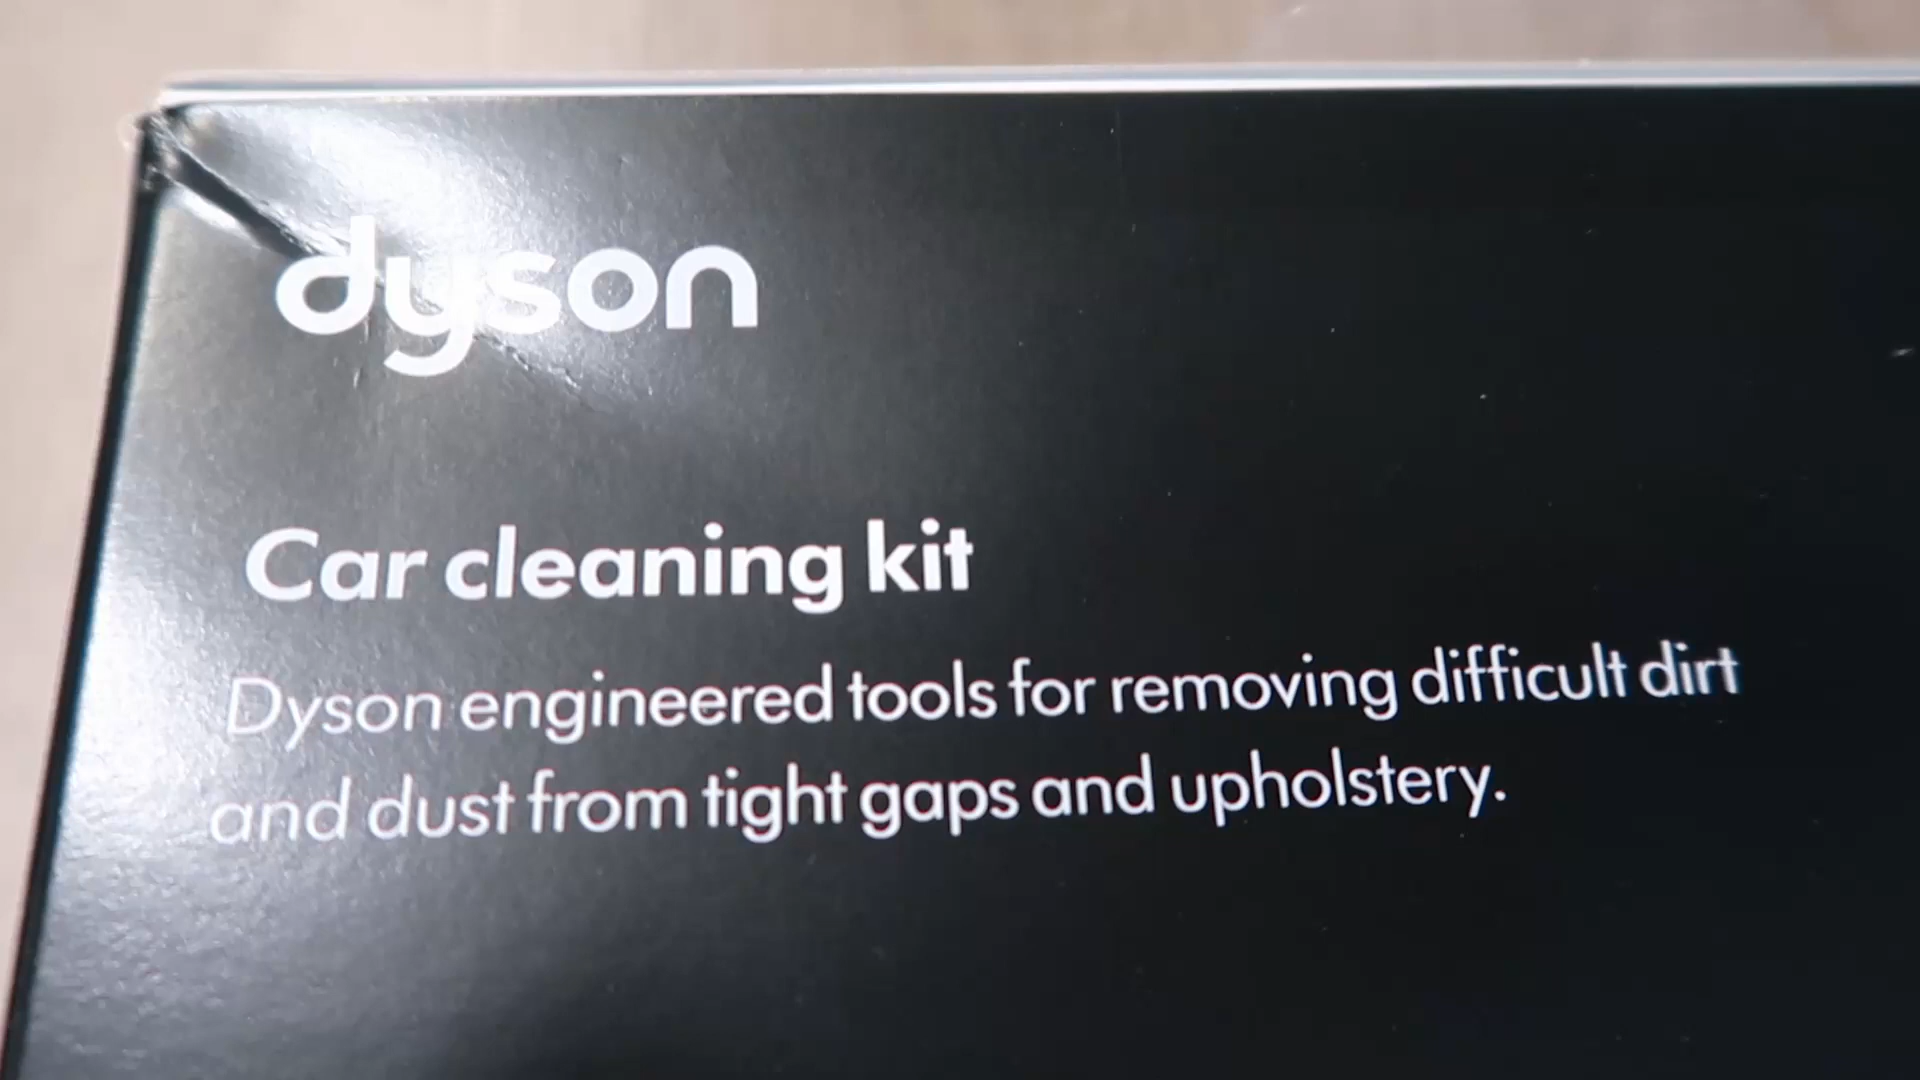 dyson
Car cleaning kit
Dyson engineered tools for removing difficult dirt
and dust from tight gaps and upholstery.